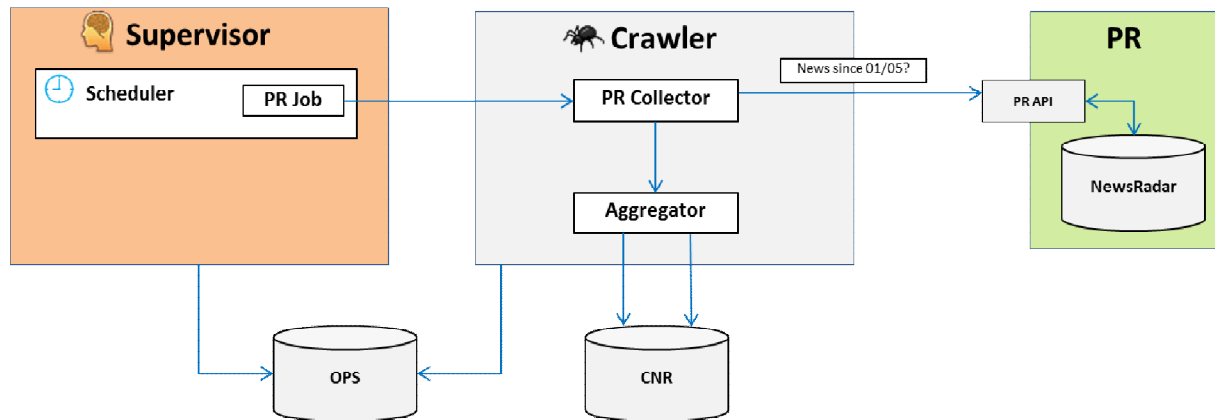 Supervisor
Scheduler
PR Job
Crawler
PR Collector
Aggregator
News since 01/05?
PR
PR API
NewsRadar
OPS
CNR